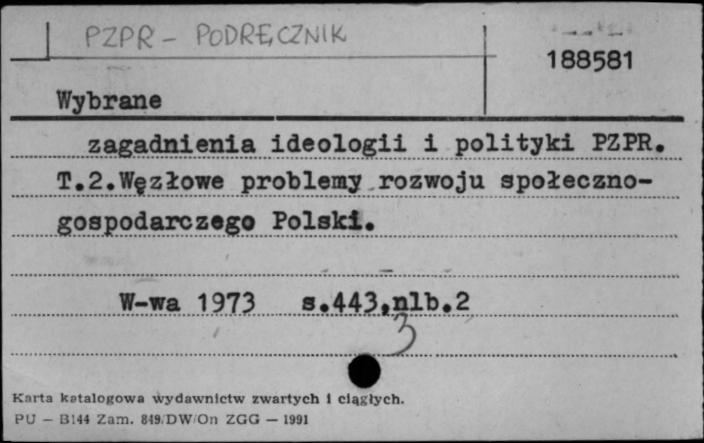 PZPR - PODRĘCZNIK
188581
Wybrane
zagadnienia ideologii i polityki PZPR.
T.2.Węzłowe problemy rozwoju społeczno-
gospodarczego Polski.
W-wa 1973 s.443,nlb.2
3
Karta katalogowa wydawnictw zwartych i ciągłych.
PU - B144 Zam. 849/DW/On ZGG - 1991